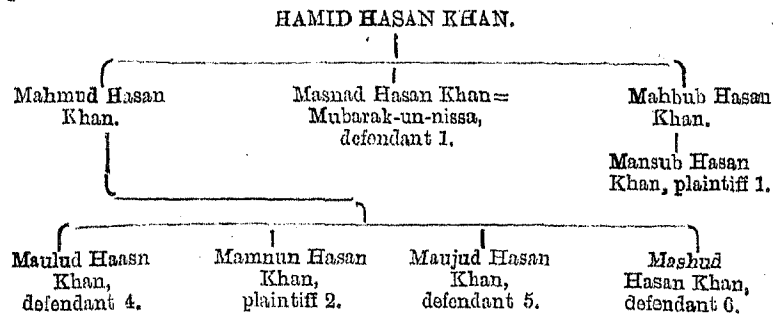 HAMID HASAN KHAN.
Mahmud Hasan Khan.
Masnad Hasan Khan=
Mubarak-un-nissa,
defendant 1.
Mahbub Hasan
Khan.
Mansub Hasan
Khan, plaintiff 1.
Maulud Haasn
Khan,
defendant 4.
Mamnun Hasan
Khan,
plaintiff 2.
Maujud Hasan
Khan,
defendant 5.
Mashud
Hasan Khan,
defendant 6.